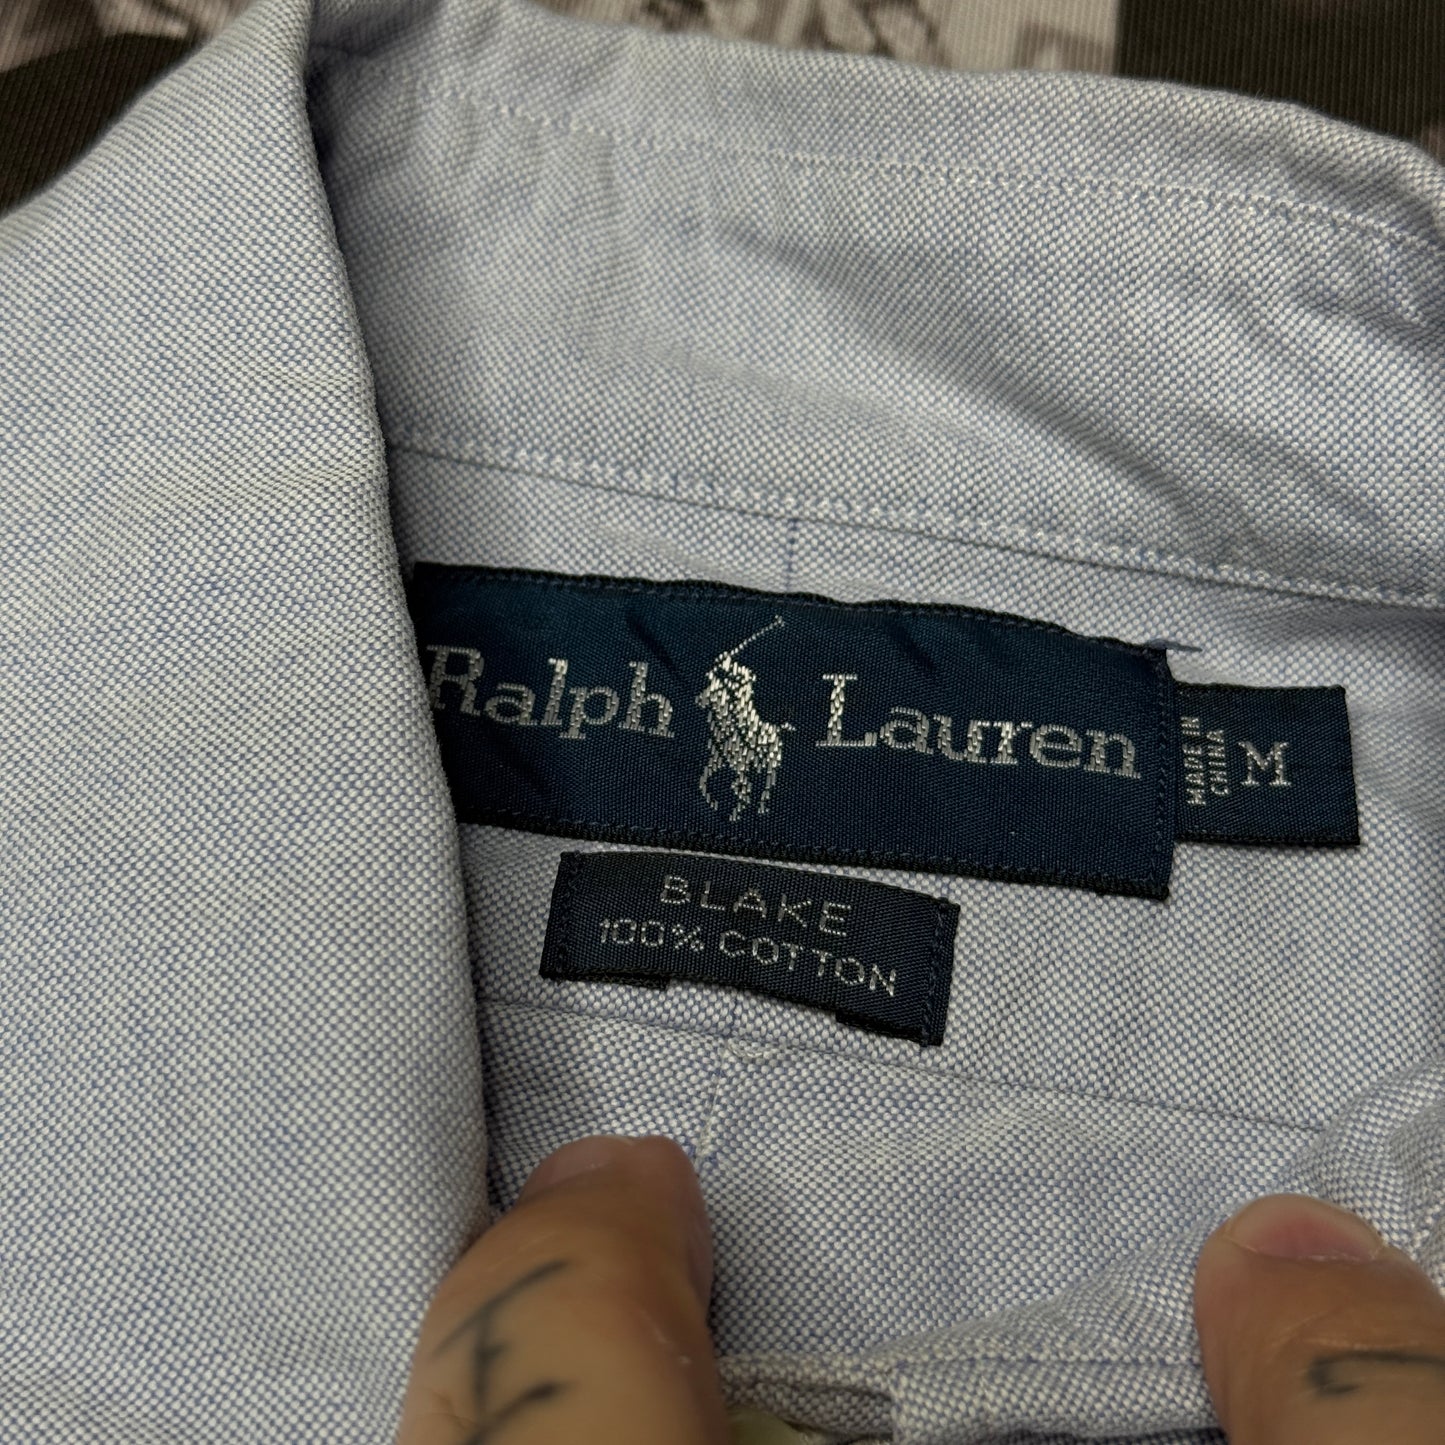 Ralph Lauren
MADE IN
CHINA
M
BLAKE
100% COTTON